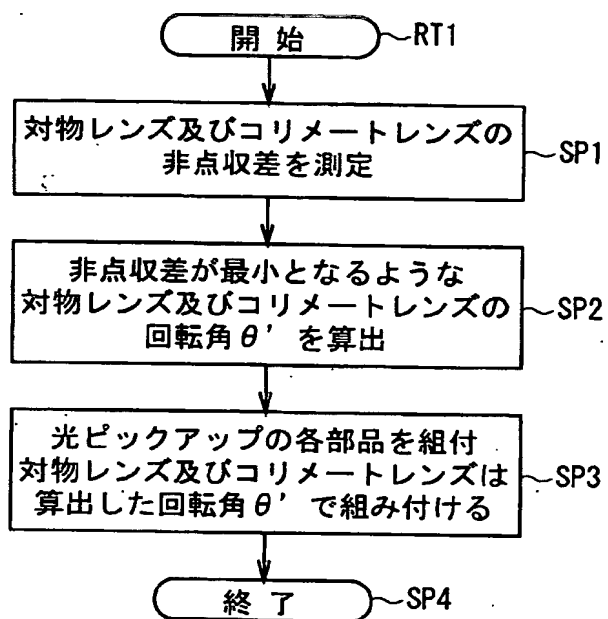 開始
RT1
対物レンズ及びコリメートレンズの
非点収差を測定
SP1
非点収差が最小となるような
対物レンズ及びコリメートレンズの
回転角θ'を算出
SP2
光ピックアップの各部品を組付
対物レンズ及びコリメートレンズは
算出した回転角θ'で組み付ける
SP3
終了
SP4